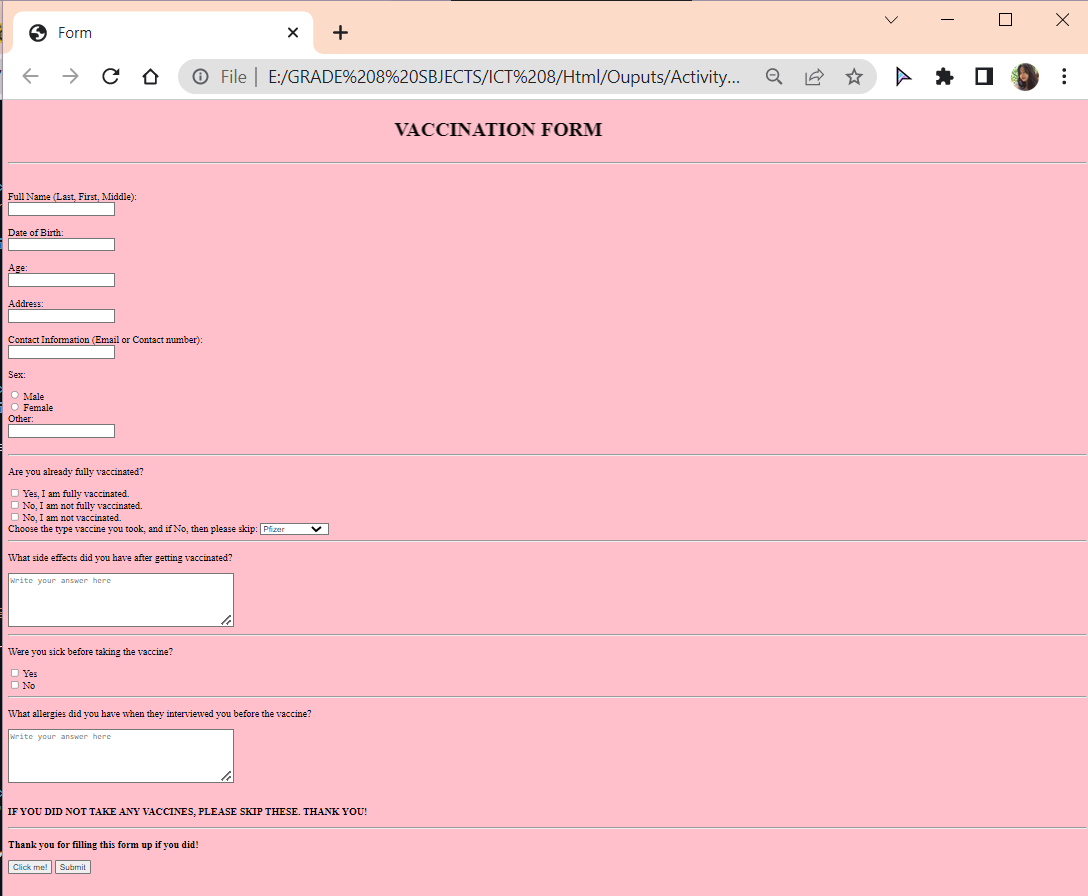 Form
File | E:/GRADE%208%20SBJECTS/ICT%208/Html/Ouputs/Activity...
VACCINATION FORM
Full Name (Last, First, Middle):
Date of Birth:
Age:
Address:
Contact Information (Email or Contact number):
Sex:
Male
Female
Other:
Are you already fully vaccinated?
Yes, I am fully vaccinated.
No, I am not fully vaccinated.
No, I am not vaccinated.
Choose the type vaccine you took, and if No, then please skip: Pfizer
What side effects did you have after getting vaccinated?
Write your answer here
Were you sick before taking the vaccine?
Yes
No
What allergies did you have when they interviewed you before the vaccine?
Write your answer here
IF YOU DID NOT TAKE ANY VACCINES, PLEASE SKIP THESE. THANK YOU!
Thank you for filling this form up if you did!
Click me! Submit